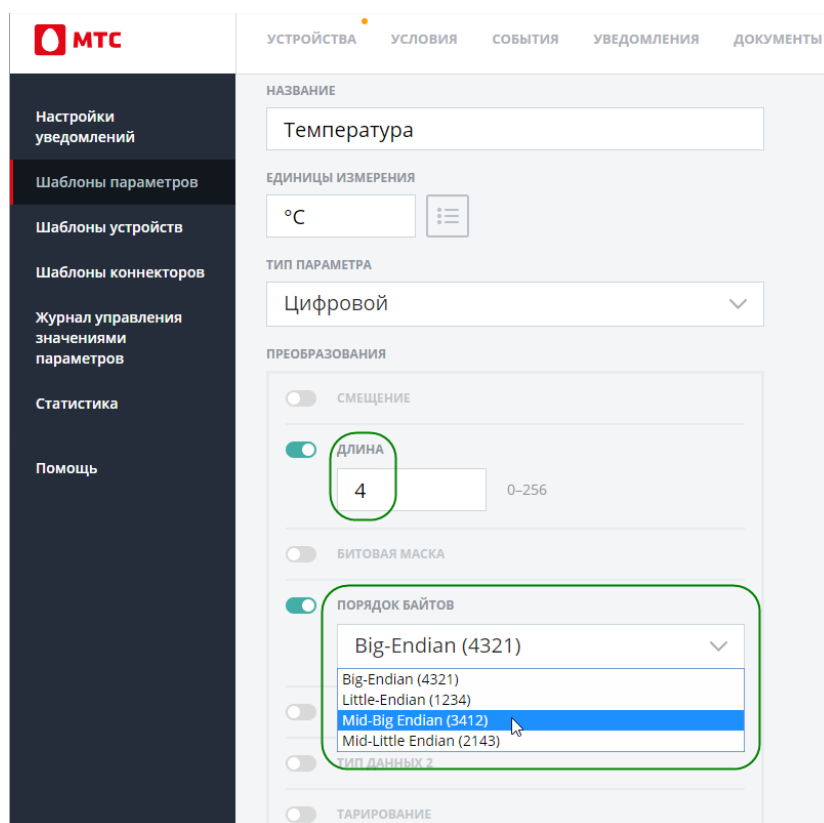 МТС
УСТРОЙСТВА УСЛОВИЯ СОБЫТИЯ УВЕДОМЛЕНИЯ ДОКУМЕНТЫ
Настройки
уведомлений
Шаблоны параметров
Шаблоны устройств
Шаблоны коннекторов
Журнал управления
значениями
параметров
Статистика
Помощь
НАЗВАНИЕ
Температура
ЕДИНИЦЫ ИЗМЕРЕНИЯ
°C
ТИП ПАРАМЕТРА
Цифровой
ПРЕОБРАЗОВАНИЯ
СМЕЩЕНИЕ
ДЛИНА
4 0–256
БИТОВАЯ МАСКА
ПОРЯДОК БАЙТОВ
Big-Endian (4321)
Big-Endian (4321)
Little-Endian (1234)
Mid-Big Endian (3412)
Mid-Little Endian (2143)
ТИП ДАННЫХ 2
ТАРИРОВАНИЕ